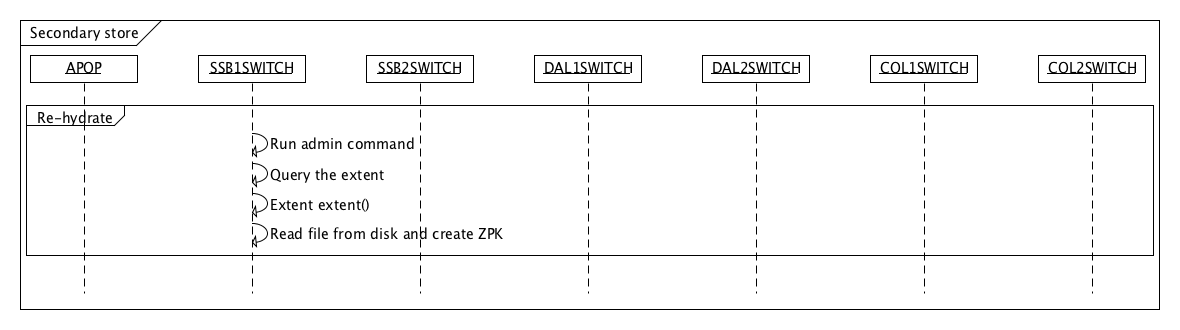 Secondary store
APOP
SSB1SWITCH
SSB2SWITCH
DAL1SWITCH
DAL2SWITCH
COL1SWITCH
COL2SWITCH
Re-hydrate
Run admin command
Query the extent
Extent extent()
Read file from disk and create ZPK